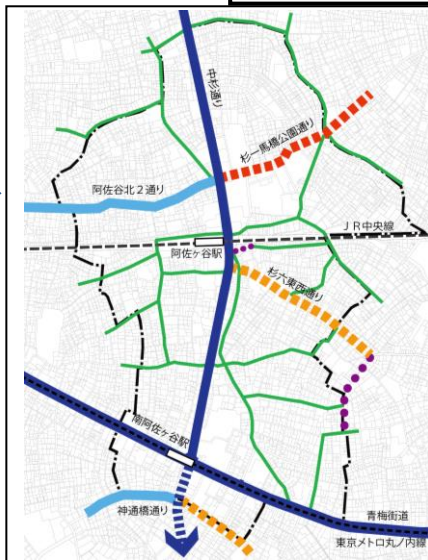 中杉通り
杉一馬橋公園通り
阿佐谷北2通り
JR中央線
阿佐ヶ谷駅
杉六東西通り
南阿佐ヶ谷駅
神通橋通り
青梅街道
東京メトロ丸ノ内線